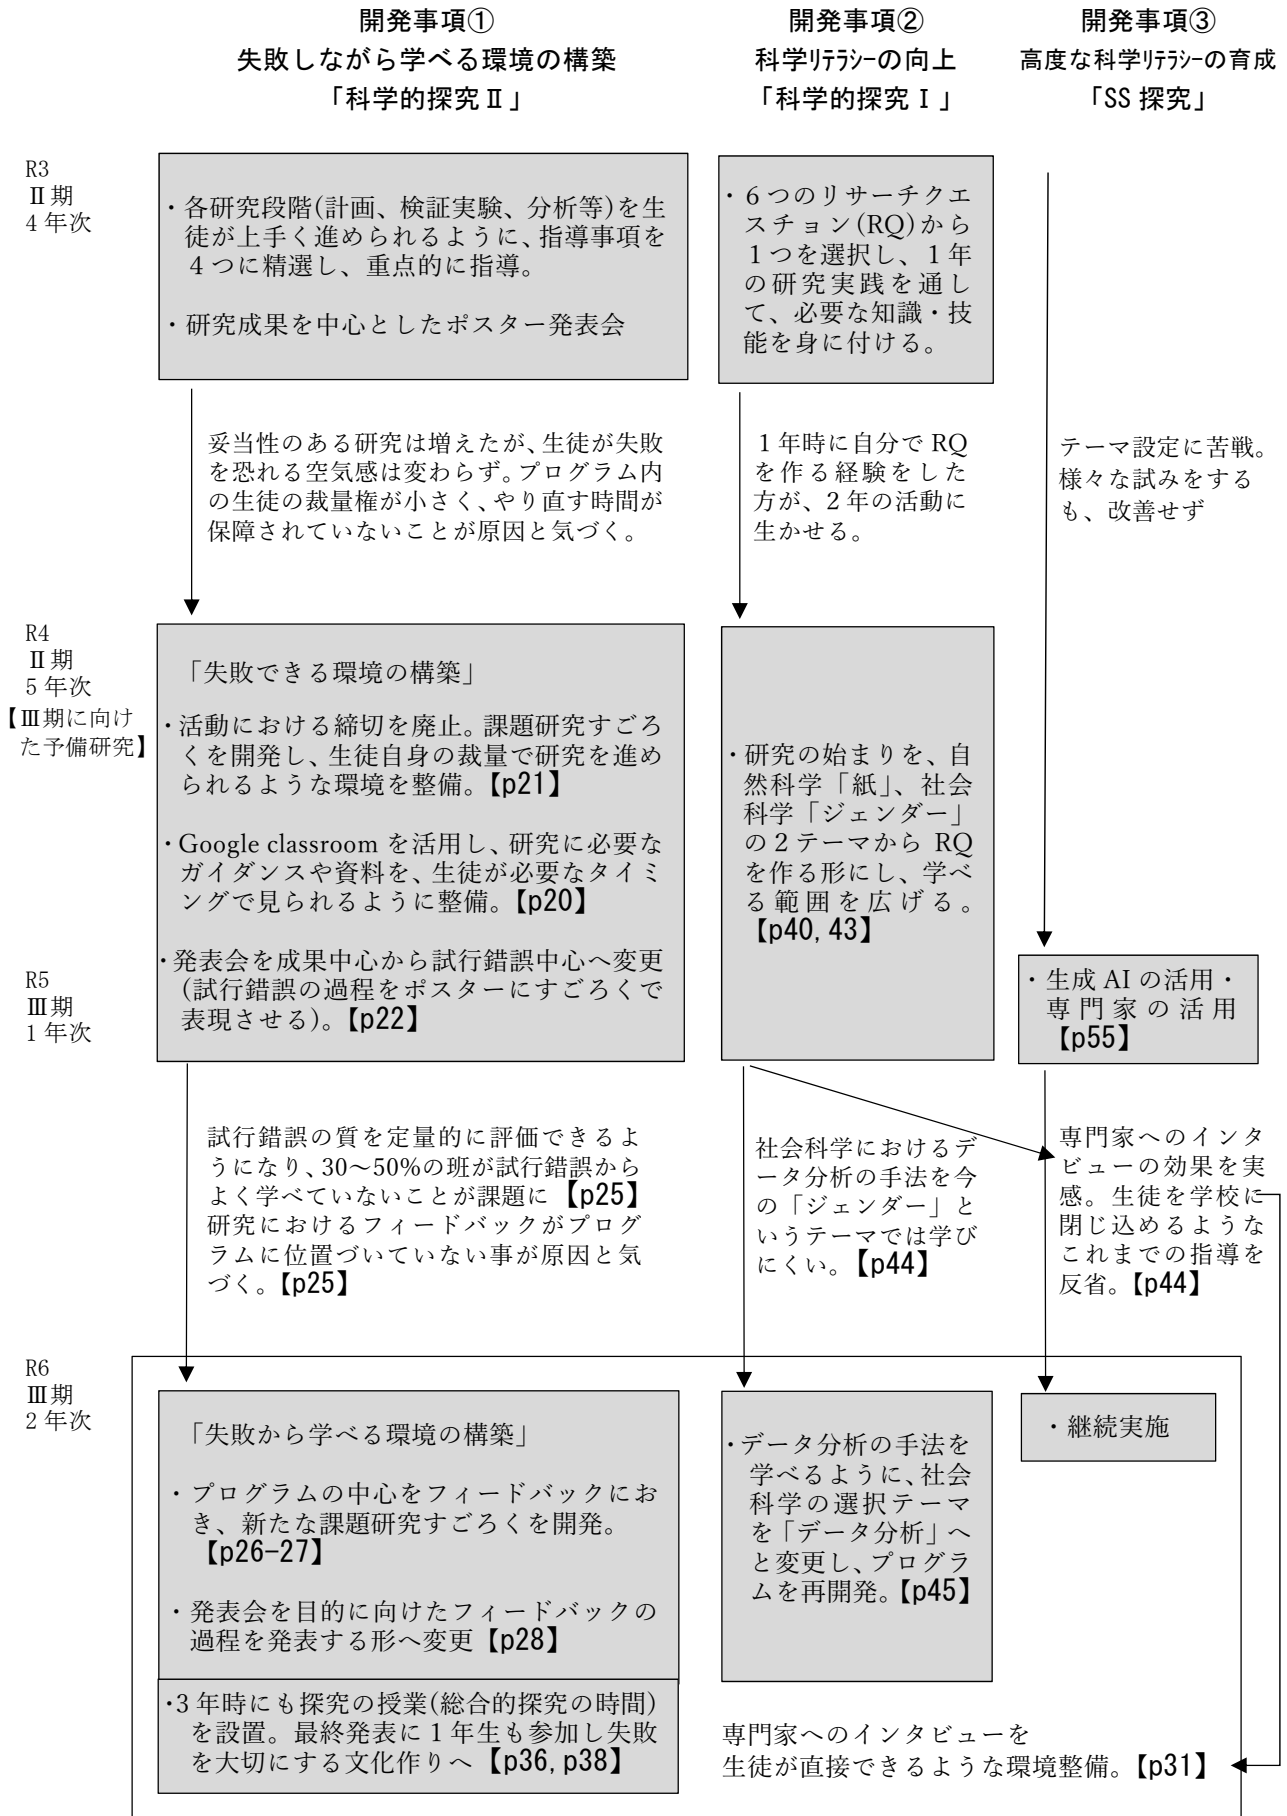 開発事項①
失敗しながら学べる環境の構築
「科学的探究Ⅱ」
開発事項②
科学ﾘﾃﾗｼｰの向上
「科学的探究Ⅰ」
開発事項③
高度な科学ﾘﾃﾗｼｰの育成
「SS 探究」
R3
Ⅱ期
4 年次
・各研究段階(計画、検証実験、分析等)を生
徒が上手く進められるように、指導事項を
４つに精選し、重点的に指導。
・研究成果を中心としたポスター発表会
・６つのリサーチクエ
スチョン(RQ)から
１つを選択し、１年
の研究実践を通し
て、必要な知識・技
能を身に付ける。
妥当性のある研究は増えたが、生徒が失敗
を恐れる空気感は変わらず。プログラム内
の生徒の裁量権が小さく、やり直す時間が
保障されていないことが原因と気づく。
１年時に自分で RQ
を作る経験をした
方が、２年の活動に
生かせる。
テーマ設定に苦戦。
様々な試みをする
も、改善せず
R4
Ⅱ期
5 年次
【Ⅲ期に向け
た予備研究】
「失敗できる環境の構築」
・活動における締切を廃止。課題研究すごろ
くを開発し、生徒自身の裁量で研究を進め
られるような環境を整備。【p21】
・Google classroom を活用し、研究に必要な
ガイダンスや資料を、生徒が必要なタイミ
ングで見られるように整備。【p20】
・発表会を成果中心から試行錯誤中心へ変更
(試行錯誤の過程をポスターにすごろくで
表現させる)。【p22】
・研究の始まりを、自
然科学「紙」、社会
科学「ジェンダー」
の２テーマから RQ
を作る形にし、学べ
る範囲を広げる。
【p40, 43】
R5
Ⅲ期
1 年次
・生成 AI の活用・
専門家の活用
【p55】
試行錯誤の質を定量的に評価できるよ
うになり、30～50%の班が試行錯誤から
よく学べていないことが課題に【p25】
研究におけるフィードバックがプログ
ラムに位置づいていない事が原因と気
づく。【p25】
社会科学におけるデ
ータ分析の手法を今
の「ジェンダー」と
いうテーマでは学び
にくい。【p44】
専門家へのインタ
ビューの効果を実
感。生徒を学校に
閉じ込めるような
これまでの指導を
反省。【p44】
R6
Ⅲ期
2 年次
「失敗から学べる環境の構築」
・プログラムの中心をフィードバックにお
き、新たな課題研究すごろくを開発。
【p26-27】
・発表会を目的に向けたフィードバックの
過程を発表する形へ変更【p28】
・3 年時にも探究の授業(総合的探究の時間)
を設置。最終発表に１年生も参加し失敗
を大切にする文化作りへ【p36, p38】
・データ分析の手法を
学べるように、社会
科学の選択テーマ
を「データ分析」へ
と変更し、プログラ
ムを再開発。【p45】
・継続実施
専門家へのインタビューを
生徒が直接できるような環境整備。【p31】